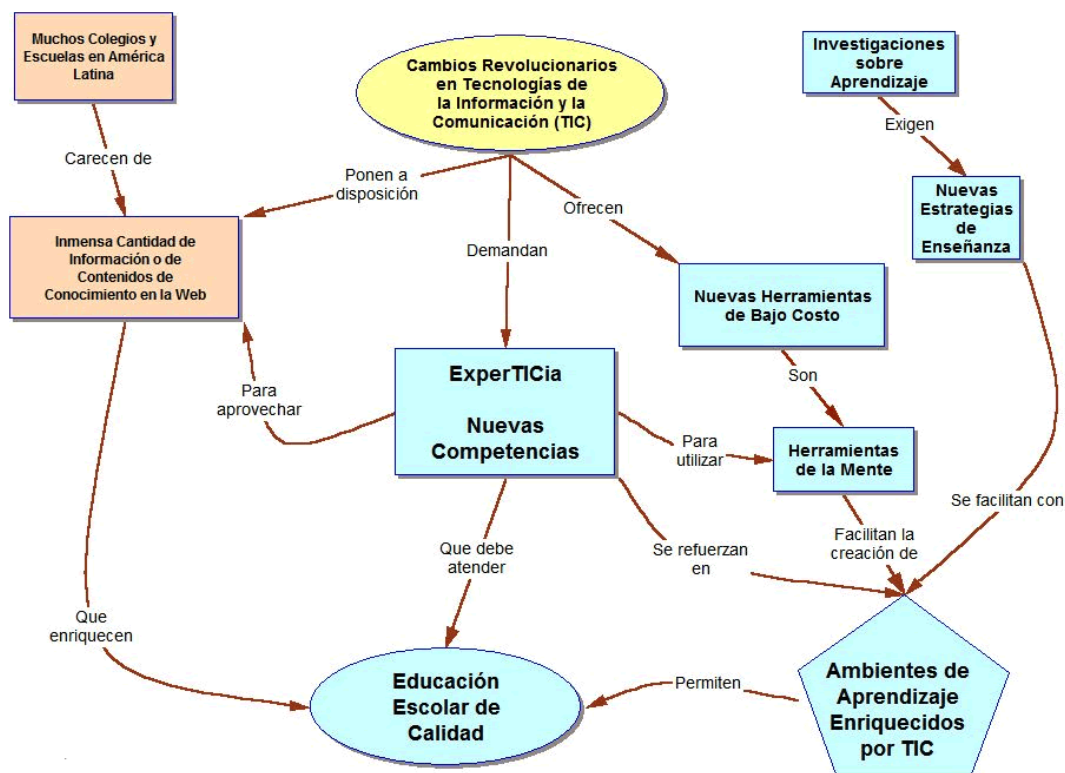 Muchos Colegios y
Escuelas en América
Latina
Cambios Revolucionarios
en Tecnologías de
la Información y la
Comunicación (TIC)
Investigaciones
sobre
Aprendizaje
Carecen de
Ponen a
disposición
Exigen
Ofrecen
Nuevas
Estrategias
de
Enseñanza
Inmensa Cantidad de
Información o de
Contenidos de
Conocimiento en la Web
Demandan
Nuevas Herramientas
de Bajo Costo
ExperTICia
Nuevas
Competencias
Para
aprovechar
Son
Para
utilizar
Herramientas
de la Mente
Se facilitan con
Que debe
atender
Se refuerzan
en
Facilitan la
creación de
Que
enriquecen
Educación
Escolar de
Calidad
Permiten
Ambientes de
Aprendizaje
Enriquecidos
por TIC